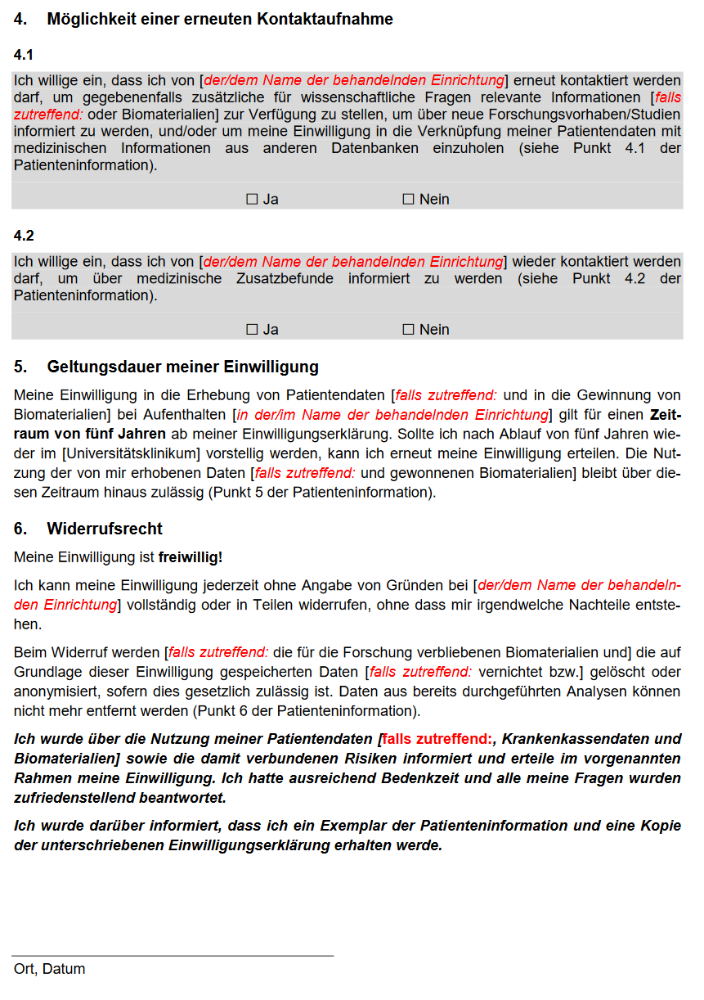 4. Möglichkeit einer erneuten Kontaktaufnahme
4.1
Ich willige ein, dass ich von [der/dem Name der behandelnden Einrichtung] erneut kontaktiert werden
darf, um gegebenenfalls zusätzliche für wissenschaftliche Fragen relevante Informationen [falls
zutreffend: oder Biomaterialien] zur Verfügung zu stellen, um über neue Forschungsvorhaben/Studien
informiert zu werden, und/oder um meine Einwilligung in die Verknüpfung meiner Patientendaten mit
medizinischen Informationen aus anderen Datenbanken einzuholen (siehe Punkt 4.1 der
Patienteninformation).
☐ Ja ☐ Nein
4.2
Ich willige ein, dass ich von [der/dem Name der behandelnden Einrichtung] wieder kontaktiert werden
darf, um über medizinische Zusatzbefunde informiert zu werden (siehe Punkt 4.2 der
Patienteninformation).
☐ Ja ☐ Nein
5. Geltungsdauer meiner Einwilligung
Meine Einwilligung in die Erhebung von Patientendaten [falls zutreffend: und in die Gewinnung von
Biomaterialien] bei Aufenthalten [in der/im Name der behandelnden Einrichtung] gilt für einen Zeit-
raum von fünf Jahren ab meiner Einwilligungserklärung. Sollte ich nach Ablauf von fünf Jahren wie-
der im [Universitätsklinikum] vorstellig werden, kann ich erneut meine Einwilligung erteilen. Die Nut-
zung der von mir erhobenen Daten [falls zutreffend: und gewonnenen Biomaterialien] bleibt über die-
sen Zeitraum hinaus zulässig (Punkt 5 der Patienteninformation).
6. Widerrufsrecht
Meine Einwilligung ist freiwillig!
Ich kann meine Einwilligung jederzeit ohne Angabe von Gründen bei [der/dem Name der behandeln-
den Einrichtung] vollständig oder in Teilen widerrufen, ohne dass mir irgendwelche Nachteile entste-
hen.
Beim Widerruf werden [falls zutreffend: die für die Forschung verbliebenen Biomaterialien und] die auf
Grundlage dieser Einwilligung gespeicherten Daten [falls zutreffend: vernichtet bzw.] gelöscht oder
anonymisiert, sofern dies gesetzlich zulässig ist. Daten aus bereits durchgeführten Analysen können
nicht mehr entfernt werden (Punkt 6 der Patienteninformation).
Ich wurde über die Nutzung meiner Patientendaten [falls zutreffend:, Krankenkassendaten und
Biomaterialien] sowie die damit verbundenen Risiken informiert und erteile im vorgenannten
Rahmen meine Einwilligung. Ich hatte ausreichend Bedenkzeit und alle meine Fragen wurden
zufriedenstellend beantwortet.
Ich wurde darüber informiert, dass ich ein Exemplar der Patienteninformation und eine Kopie
der unterschriebenen Einwilligungserklärung erhalten werde.
Ort, Datum